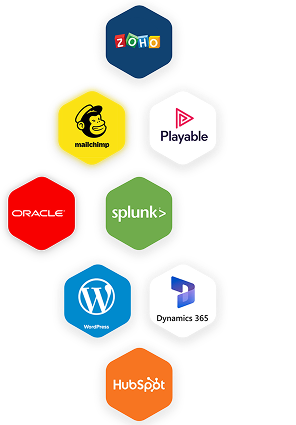 ZOHO
mailchimp
Playable
ORACLE
splunk>
WordPress
Dynamics 365
HubSpot